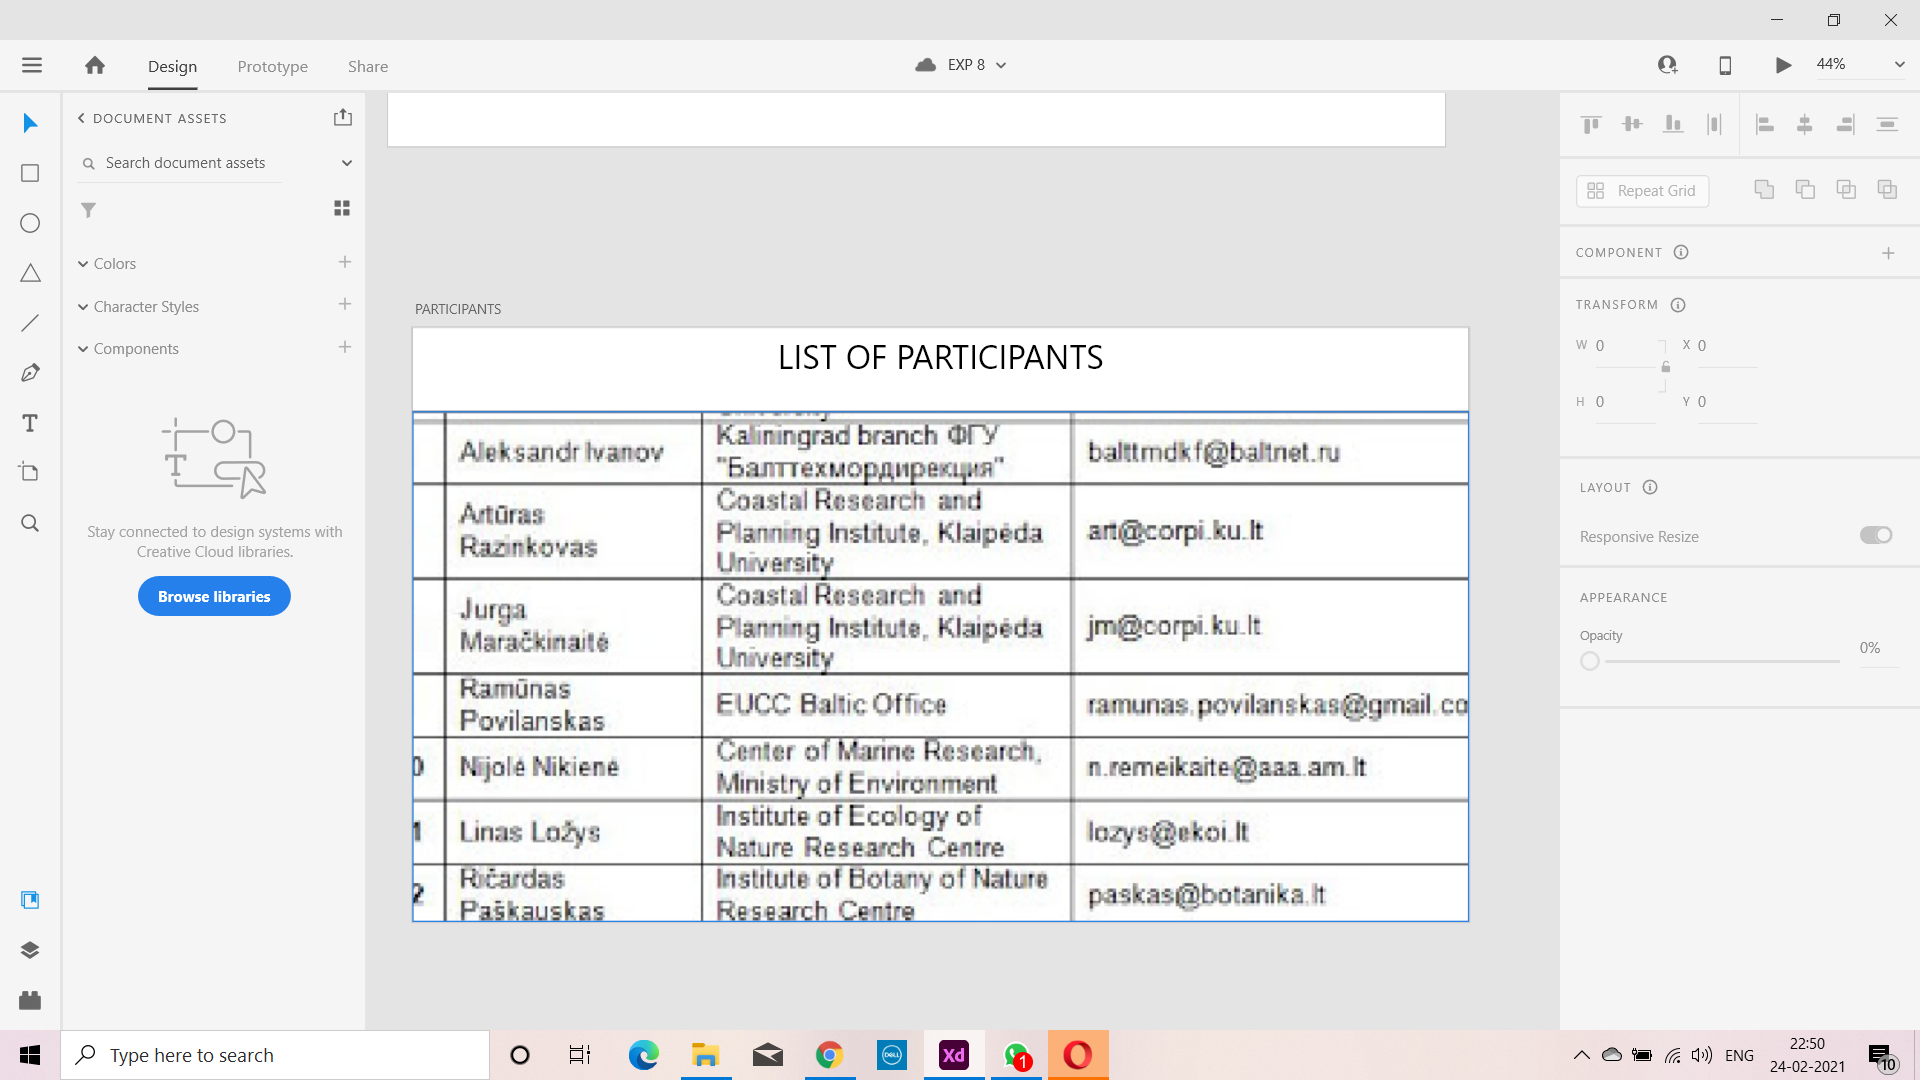 Design
Prototype
Share
EXP 8
44%
DOCUMENT ASSETS
Search document assets
Colors
Character Styles
Components
Stay connected to design systems with
Creative Cloud libraries.
Browse libraries
PARTICIPANTS
LIST OF PARTICIPANTS
Aleksandr Ivanov
Kaliningrad branch ФГУ
"Балттехмордирекция"
balttmdkf@baltnet.ru
Artūras
Razinkovas
Coastal Research and
Planning Institute, Klaipėda
University
art@corpi.ku.lt
Jurga
Maračkinaitė
Coastal Research and
Planning Institute, Klaipėda
University
jm@corpi.ku.lt
Ramūnas
Povilanskas
EUCC Baltic Office
ramunas.povilanskas@gmail.co
0
Nijolė Nikienė
Center of Marine Research,
Ministry of Environment
n.remeikaite@aaa.am.lt
1
Linas Ložys
Institute of Ecology of
Nature Research Centre
lozys@ekoi.lt
2
Ričardas
Paškauskas
Institute of Botany of Nature
Research Centre
paskas@botanika.lt
Repeat Grid
COMPONENT
TRANSFORM
W 0
X 0
H 0
Y 0
LAYOUT
Responsive Resize
APPEARANCE
Opacity
0%
Type here to search
DELL
Xd
1
ENG
22:50
24-02-2021
10